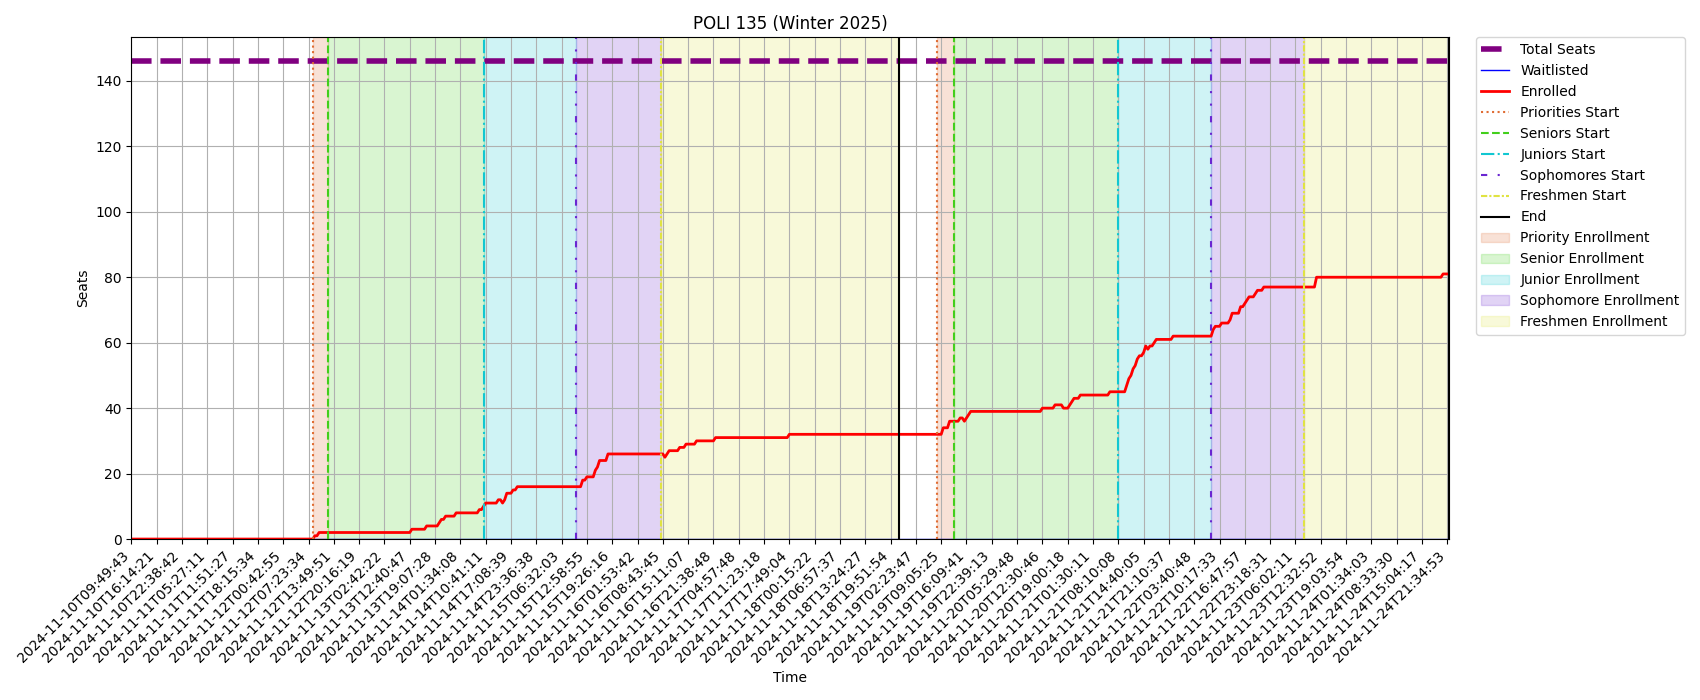 POLI 135 (Winter 2025)
Seats
140
120
100
80
60
40
20
0
2024-11-10T09:49:43
2024-11-10T16:14:21
2024-11-10T22:38:42
2024-11-11T05:27:11
2024-11-11T11:51:27
2024-11-11T18:15:34
2024-11-12T00:42:55
2024-11-12T07:23:34
2024-11-12T13:49:51
2024-11-12T20:16:19
2024-11-13T02:42:22
2024-11-13T12:40:47
2024-11-13T19:07:28
2024-11-14T01:34:08
2024-11-14T10:41:11
2024-11-14T17:08:39
2024-11-14T23:36:38
2024-11-15T06:32:03
2024-11-15T12:58:55
2024-11-15T19:26:16
2024-11-16T01:53:42
2024-11-16T08:43:45
2024-11-16T15:11:07
2024-11-16T21:38:48
2024-11-17T04:57:48
2024-11-17T11:23:18
2024-11-17T17:49:04
2024-11-18T00:15:22
2024-11-18T06:57:37
2024-11-18T13:24:27
2024-11-18T19:51:54
2024-11-19T02:23:47
2024-11-19T09:05:25
2024-11-19T16:09:41
2024-11-19T22:39:13
2024-11-20T05:29:48
2024-11-20T12:30:46
2024-11-20T19:00:18
2024-11-21T01:30:11
2024-11-21T08:10:08
2024-11-21T14:40:05
2024-11-21T21:10:37
2024-11-22T03:40:48
2024-11-22T10:17:33
2024-11-22T16:47:57
2024-11-22T23:18:31
2024-11-23T06:02:11
2024-11-23T12:32:52
2024-11-23T19:03:54
2024-11-24T01:34:03
2024-11-24T08:33:30
2024-11-24T15:04:17
2024-11-24T21:34:53
Time
Total Seats
Waitlisted
Enrolled
Priorities Start
Seniors Start
Juniors Start
Sophomores Start
Freshmen Start
End
Priority Enrollment
Senior Enrollment
Junior Enrollment
Sophomore Enrollment
Freshmen Enrollment